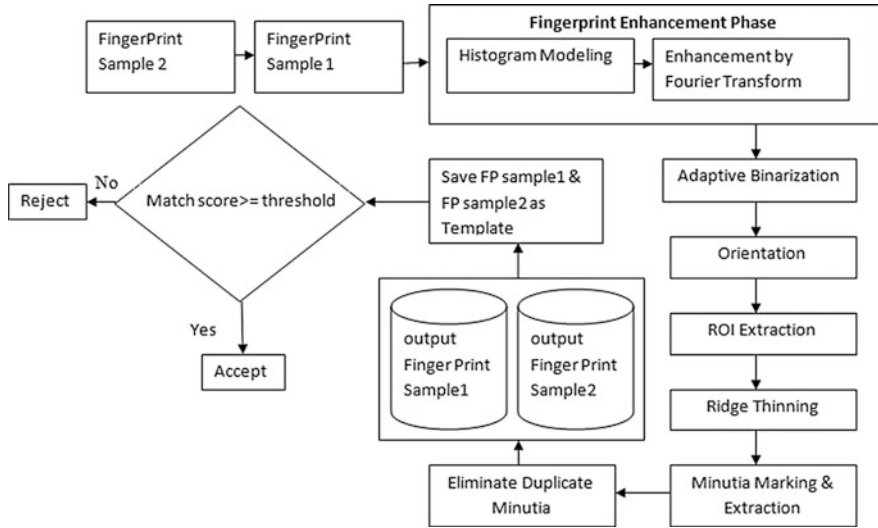 FingerPrint
Sample 2
FingerPrint
Sample 1
Fingerprint Enhancement Phase
Histogram Modeling
Enhancement by
Fourier Transform
Adaptive Binarization
Orientation
ROI Extraction
Ridge Thinning
Minutia Marking &
Extraction
Eliminate Duplicate
Minutia
output
Finger Print
Sample1
output
Finger Print
Sample2
Save FP sample1 &
FP sample2 as
Template
Match score>= threshold
No
Reject
Yes
Accept